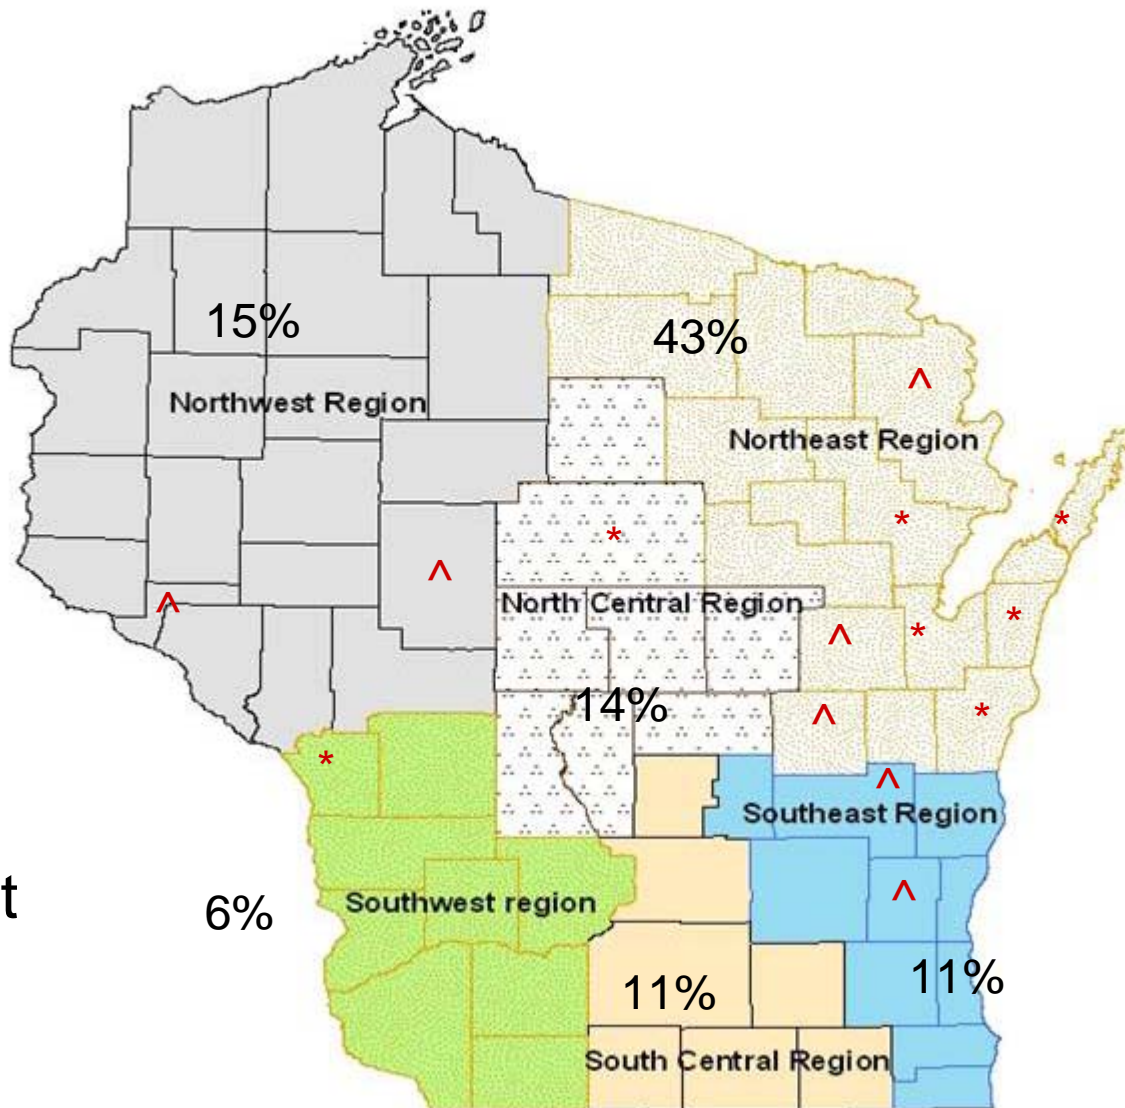 15%
43%
^
Northwest Region
Northeast Region
* *
*
^
^
North Central Region
*
*
^
14%
^
*
*
^
Southeast Region
t
^
6%
Southwest region
11%
11%
South Central Region